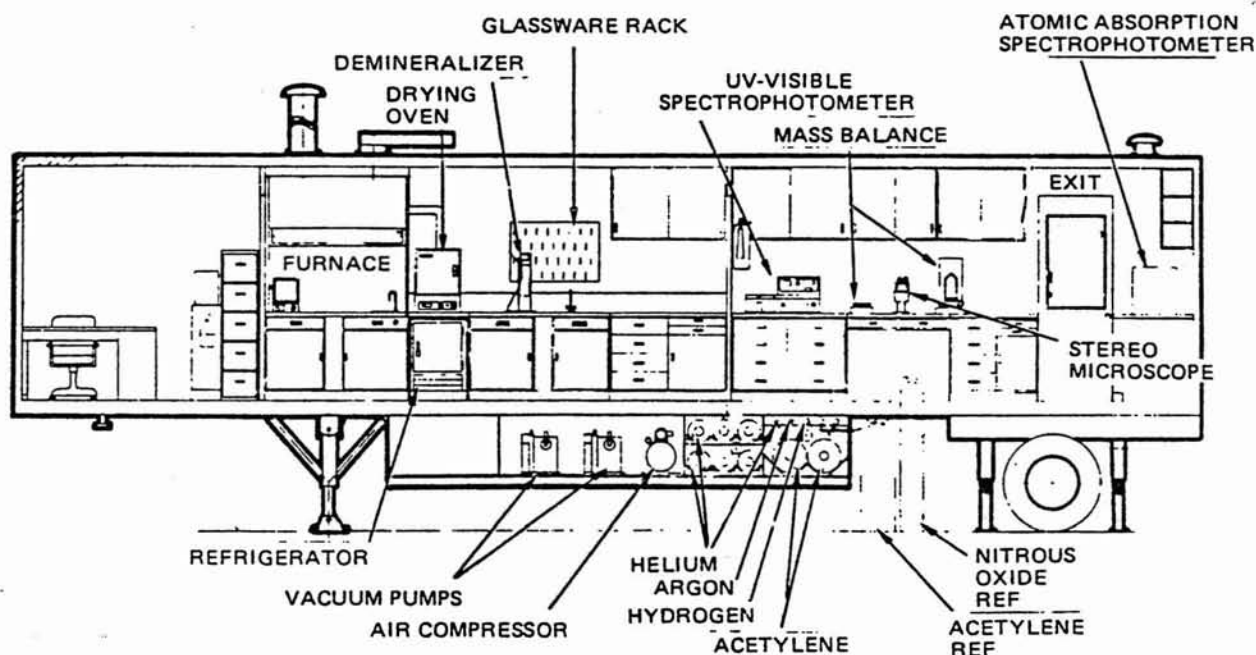 GLASSWARE RACK
DEMINERALIZER
DRYING
OVEN
UV-VISIBLE
SPECTROPHOTOMETER
MASS BALANCE
ATOMIC ABSORPTION
SPECTROPHOTOMETER
EXIT
FURNACE
STEREO
MICROSCOPE
REFRIGERATOR
VACUUM PUMPS
AIR COMPRESSOR
HELIUM
ARGON
HYDROGEN
ACETYLENE
NITROUS
OXIDE
REF
ACETYLENE
REF